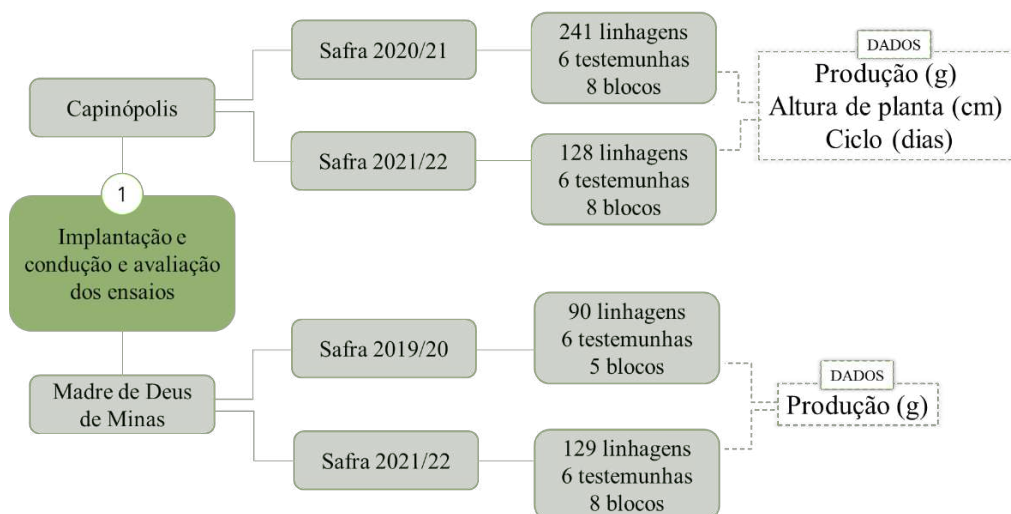 Capinópolis
Safra 2020/21
241 linhagens
6 testemunhas
8 blocos
Safra 2021/22
128 linhagens
6 testemunhas
8 blocos
DADOS
Produção (g)
Altura de planta (cm)
Ciclo (dias)
1
Implantação e
condução e avaliação
dos ensaios
Madre de Deus
de Minas
Safra 2019/20
90 linhagens
6 testemunhas
5 blocos
Safra 2021/22
129 linhagens
6 testemunhas
8 blocos
DADOS
Produção (g)